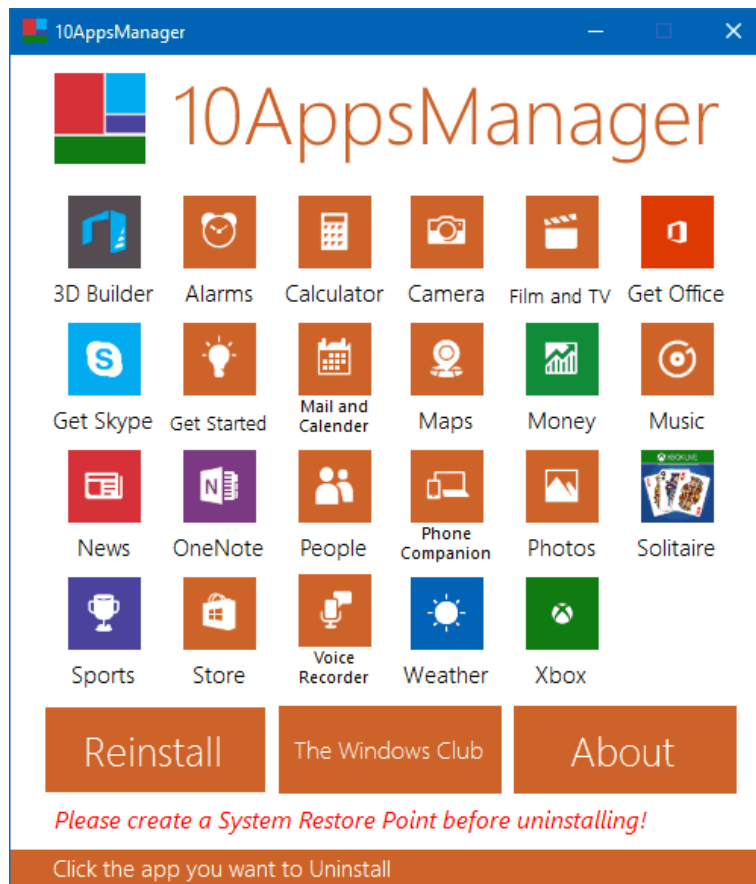 10AppsManager
10AppsManager
3D Builder Alarms Calculator Camera Film and TV Get Office
Get Skype Get Started Mail and Calender Maps Money Music
XBOX LIVE
News OneNote People Phone Companion Photos Solitaire
Sports Store Voice Recorder Weather Xbox
Reinstall The Windows Club About
Please create a System Restore Point before uninstalling!
Click the app you want to Uninstall